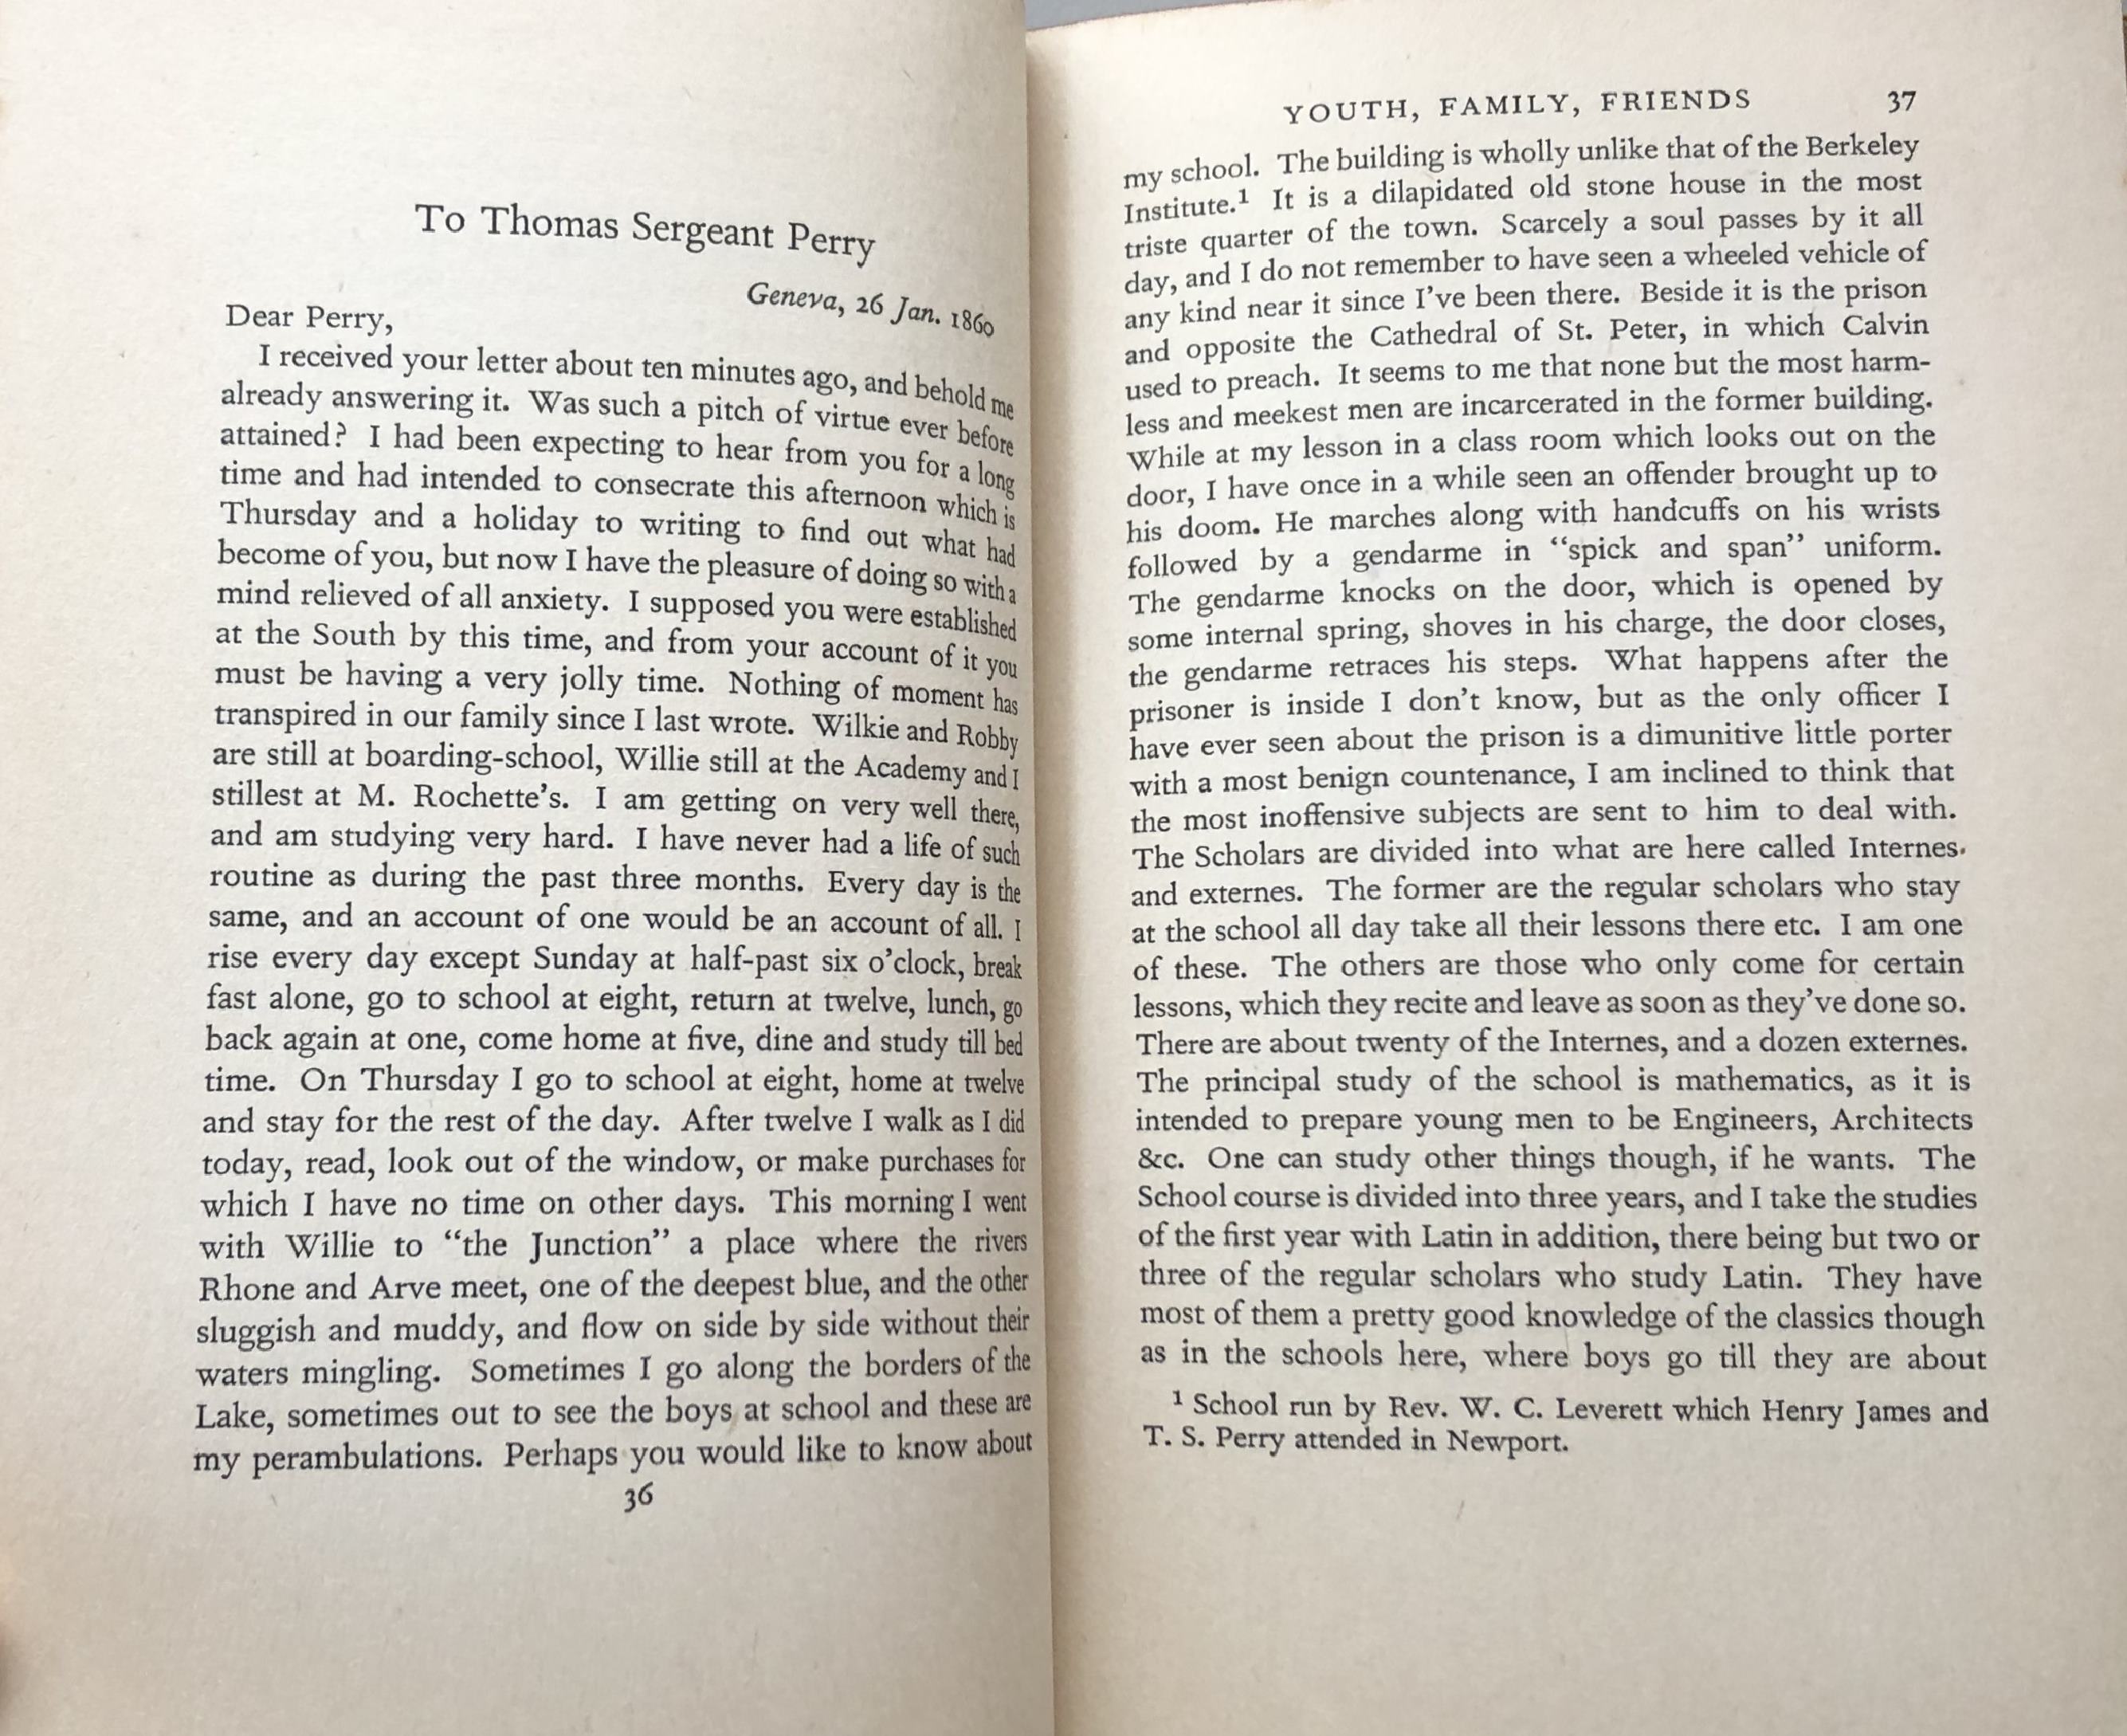 To Thomas Sergeant Perry
Geneva, 26 Jan. 1860
Dear Perry,
I received your letter about ten minutes ago, and behold me
already answering it. Was such a pitch of virtue ever before
attained? I had been expecting to hear from you for a long
time and had intended to consecrate this afternoon which is
Thursday and a holiday to writing to find out what had
become of you, but now I have the pleasure of doing so with a
mind relieved of all anxiety. I supposed you were established
at the South by this time, and from your account of it you
must be having a very jolly time. Nothing of moment has
transpired in our family since I last wrote. Wilkie and Robby
are still at boarding-school, Willie still at the Academy and I
stillest at M. Rochette's. I am getting on very well there,
and am studying very hard. I have never had a life of such
routine as during the past three months. Every day is the
same, and an account of one would be an account of all. I
rise every day except Sunday at half-past six o'clock, break
fast alone, go to school at eight, return at twelve, lunch, go
back again at one, come home at five, dine and study till bed
time. On Thursday I go to school at eight, home at twelve
and stay for the rest of the day. After twelve I walk as I did
today, read, look out of the window, or make purchases for
which I have no time on other days. This morning I went
with Willie to “the Junction” a place where the rivers
Rhone and Arve meet, one of the deepest blue, and the other
sluggish and muddy, and flow on side by side without their
waters mingling. Sometimes I go along the borders of the
Lake, sometimes out to see the boys at school and these are
my perambulations. Perhaps you would like to know about
36
YOUTH, FAMILY, FRIENDS 37
my school. The building is wholly unlike that of the Berkeley
Institute.¹ It is a dilapidated old stone house in the most
triste quarter of the town. Scarcely a soul passes by it all
day, and I do not remember to have seen a wheeled vehicle of
any kind near it since I've been there. Beside it is the prison
and opposite the Cathedral of St. Peter, in which Calvin
used to preach. It seems to me that none but the most harm-
less and meekest men are incarcerated in the former building.
While at my lesson in a class room which looks out on the
door, I have once in a while seen an offender brought up to
his doom. He marches along with handcuffs on his wrists
followed by a gendarme in “spick and span” uniform.
The gendarme knocks on the door, which is opened by
some internal spring, shoves in his charge, the door closes,
the gendarme retraces his steps. What happens after the
prisoner is inside I don't know, but as the only officer I
have ever seen about the prison is a dimunitive little porter
with a most benign countenance, I am inclined to think that
the most inoffensive subjects are sent to him to deal with.
The Scholars are divided into what are here called Internes.
and externes. The former are the regular scholars who stay
at the school all day take all their lessons there etc. I am one
of these. The others are those who only come for certain
lessons, which they recite and leave as soon as they've done so.
There are about twenty of the Internes, and a dozen externes.
The principal study of the school is mathematics, as it is
intended to prepare young men to be Engineers, Architects
&c. One can study other things though, if he wants. The
School course is divided into three years, and I take the studies
of the first year with Latin in addition, there being but two or
three of the regular scholars who study Latin. They have
most of them a pretty good knowledge of the classics though
as in the schools here, where boys go till they are about
¹ School run by Rev. W. C. Leverett which Henry James and
T. S. Perry attended in Newport.